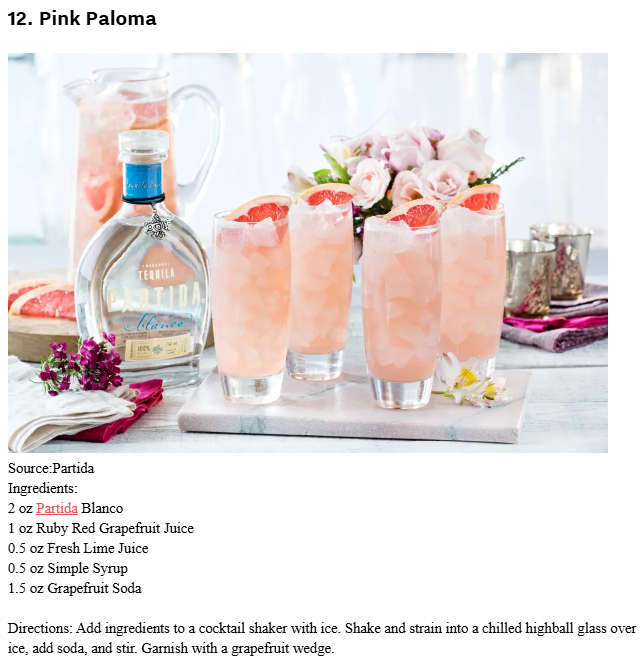 12. Pink Paloma
TEQUILA
PARTIDA
Blanco
100%
750 ml
Source:Partida
Ingredients:
2 oz Partida Blanco
1 oz Ruby Red Grapefruit Juice
0.5 oz Fresh Lime Juice
0.5 oz Simple Syrup
1.5 oz Grapefruit Soda
Directions: Add ingredients to a cocktail shaker with ice. Shake and strain into a chilled highball glass over
ice, add soda, and stir. Garnish with a grapefruit wedge.